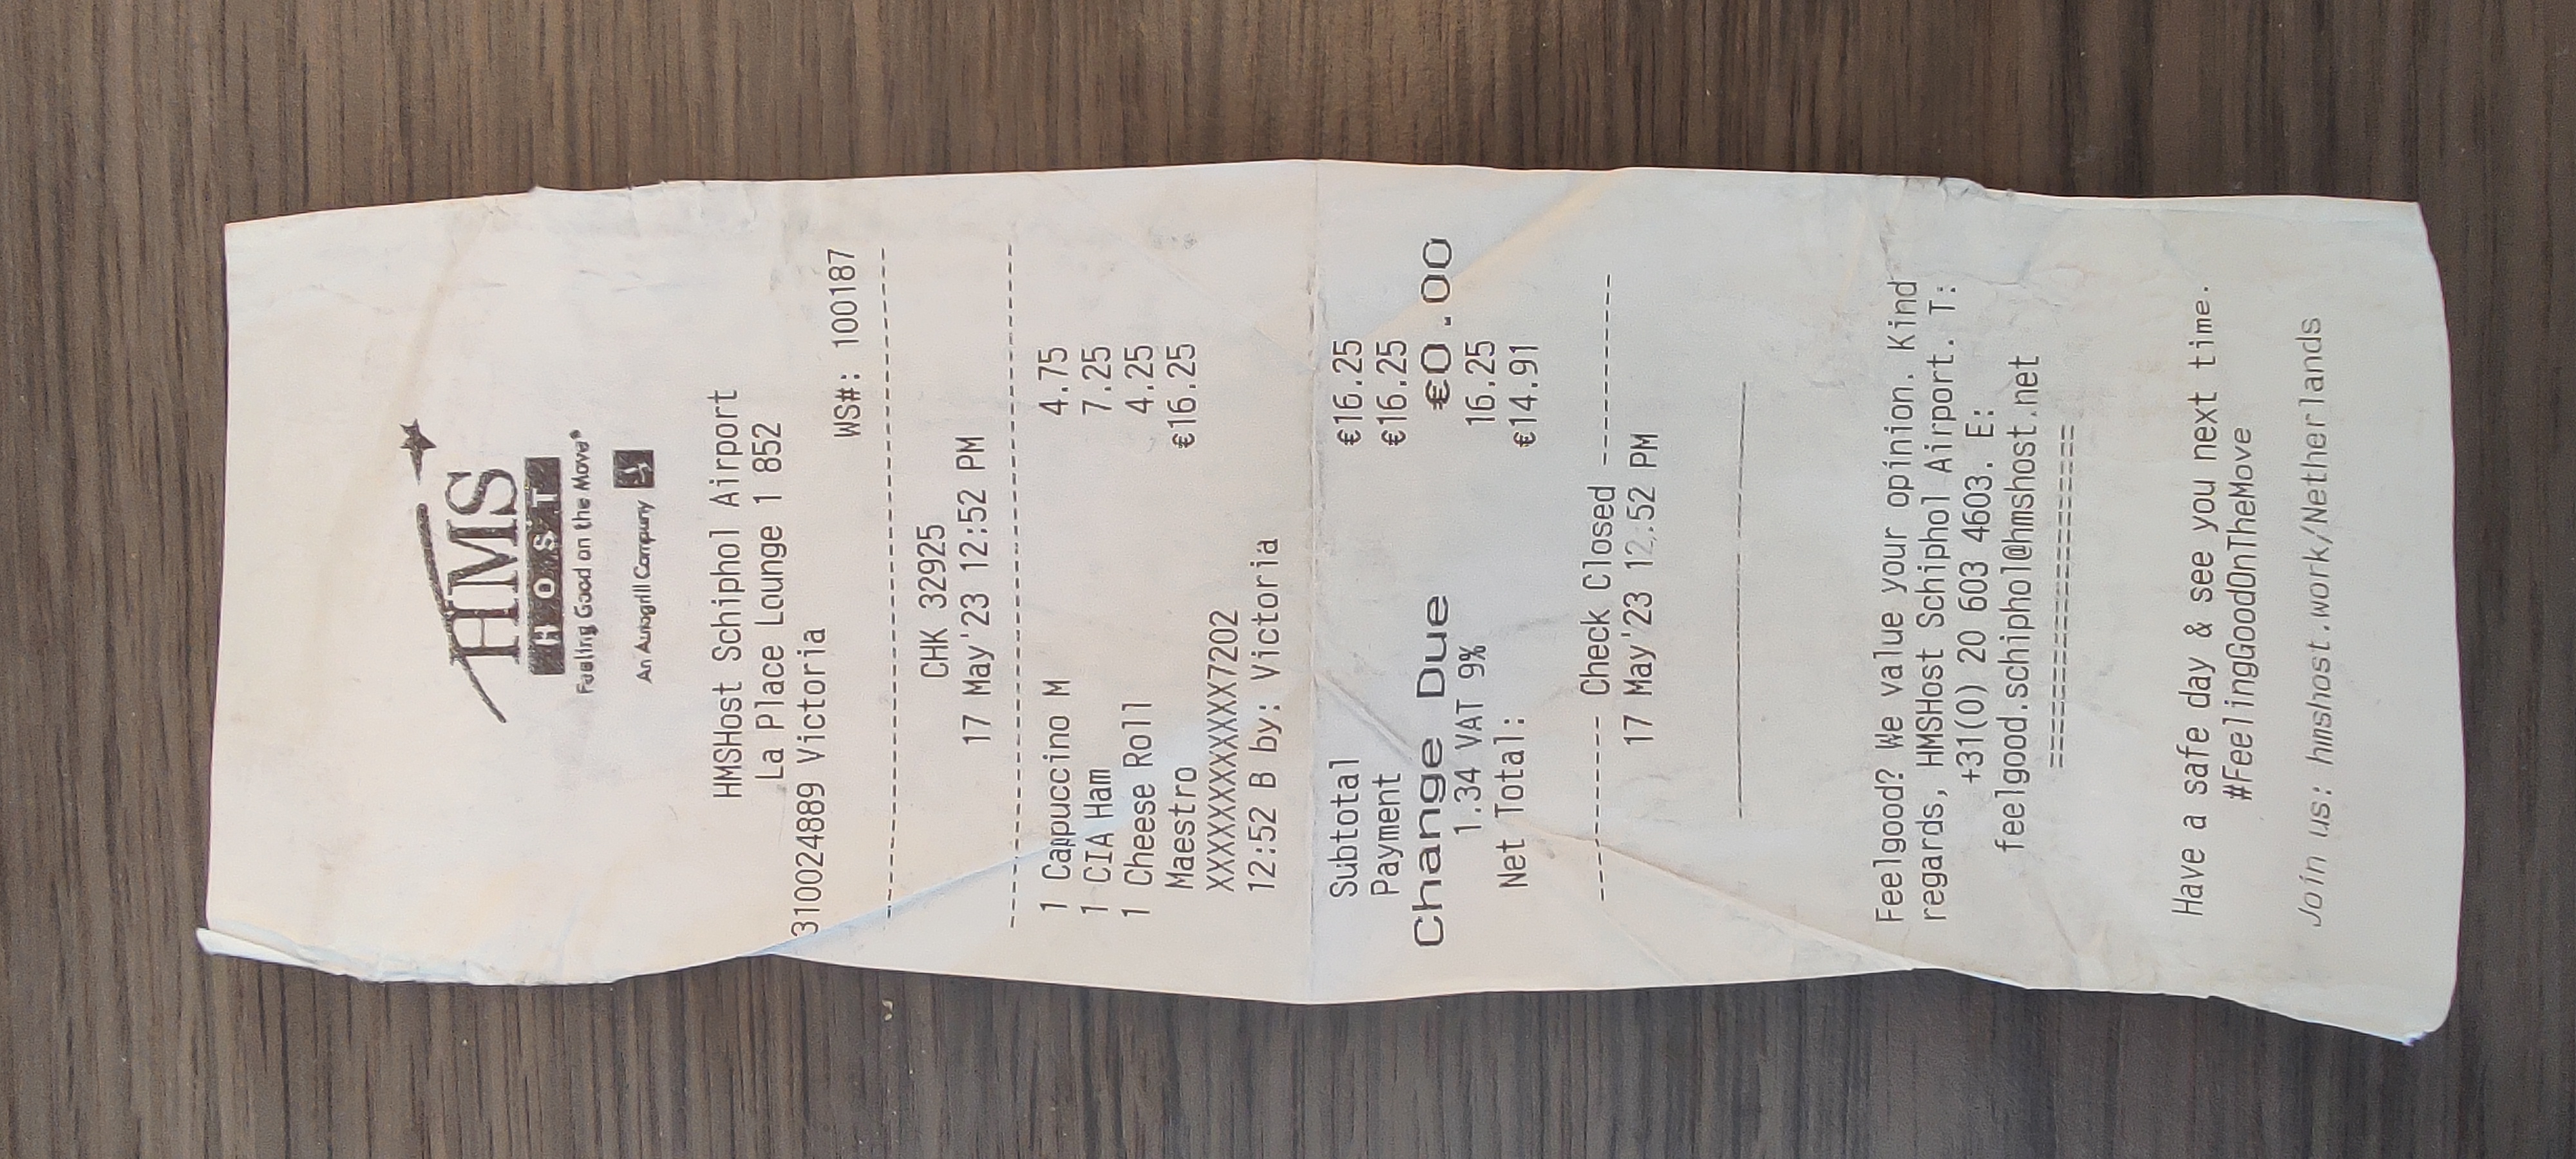 HMS
HOST
Feeling Good on the Move®
An Autogrill Company
HMSHost Schiphol Airport
La Place Lounge 1 852
3100024889 Victoria
WS#: 100187
CHK 32925
17 May'23 12:52 PM
1 Cappuccino M 4.75
1 CIA Ham 7.25
1 Cheese Roll 4.25
Maestro €16.25
XXXXXXXXXXXXXXX7202
12:52 B by: Victoria
Subtotal €16.25
Payment €16.25
Change Due €0.00
1.34 VAT 9% 16.25
Net Total: €14.91
------------ Check Closed ------------
17 May'23 12.52 PM
Feelgood? We value your opinion. Kind
regards, HMSHost Schiphol Airport. T:
+31(0) 20 603 4603. E:
feelgood.schiphol@hmshost.net
==============================
Have a safe day & see you next time.
#FeelingGoodOnTheMove
Join us: hmshost.work/Netherlands